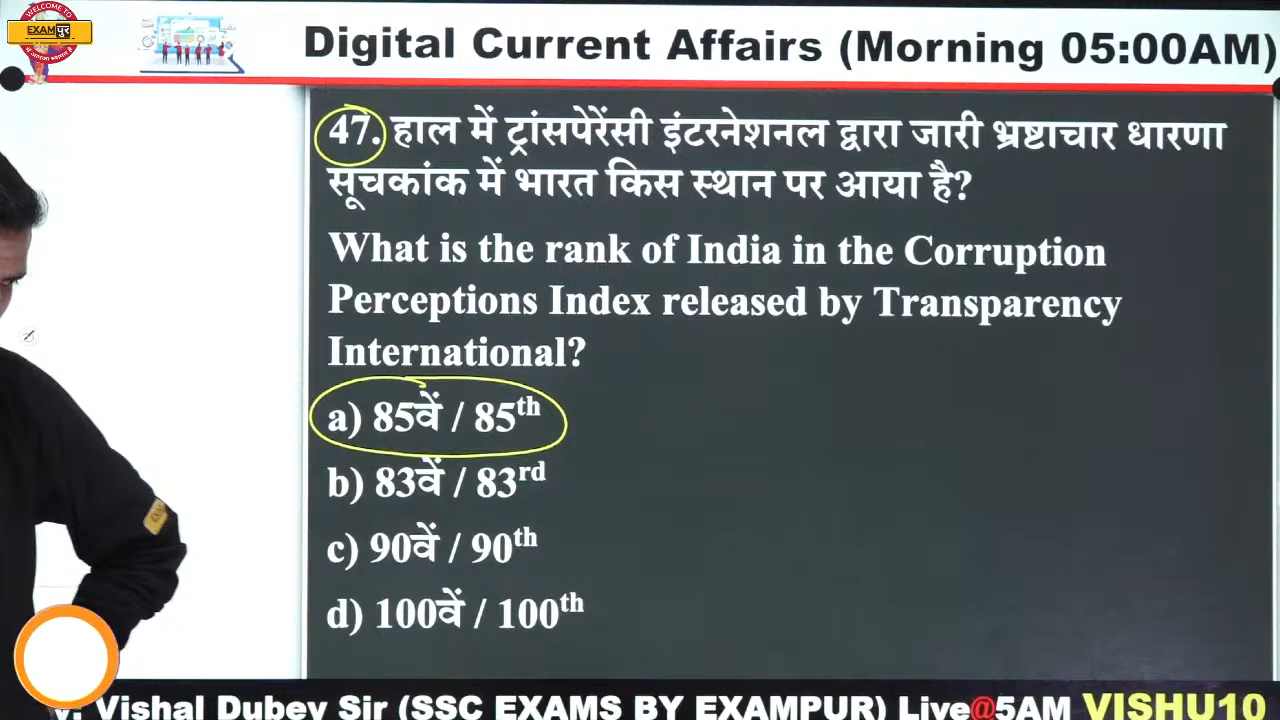 WELCOME TO
EXAMपुर
Digital Current Affairs (Morning 05:00AM)
47. हाल में ट्रांसपेरेंसी इंटरनेशनल द्वारा जारी भ्रष्टाचार धारणा
सूचकांक में भारत किस स्थान पर आया है?
What is the rank of India in the Corruption
Perceptions Index released by Transparency
International?
a) 85वें / 85th
b) 83वें / 83rd
c) 90वें / 90th
d) 100वें / 100th
y: Vishal Dubey Sir (SSC EXAMS BY EXAMPUR) Live@5AM VISHU10